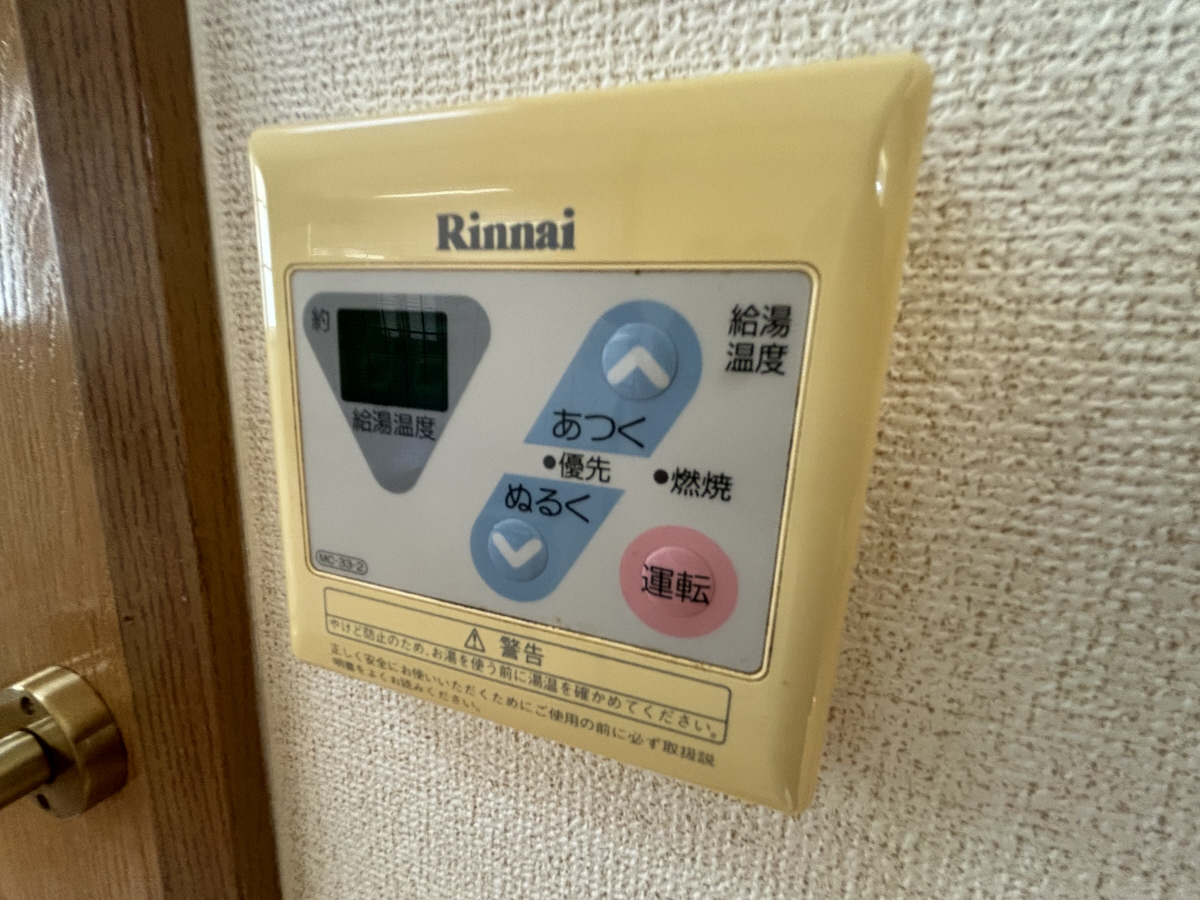 Rinnai
約
給湯温度
給湯
温度
あつく
●優先
●燃焼
ぬるく
運転
MC-33-2
⚠ 警告
やけど防止のため、お湯を使う前に湯温を確かめてください。
正しく安全にお使いいただくためにご使用の前に必ず取扱説
明書をよくお読みください。